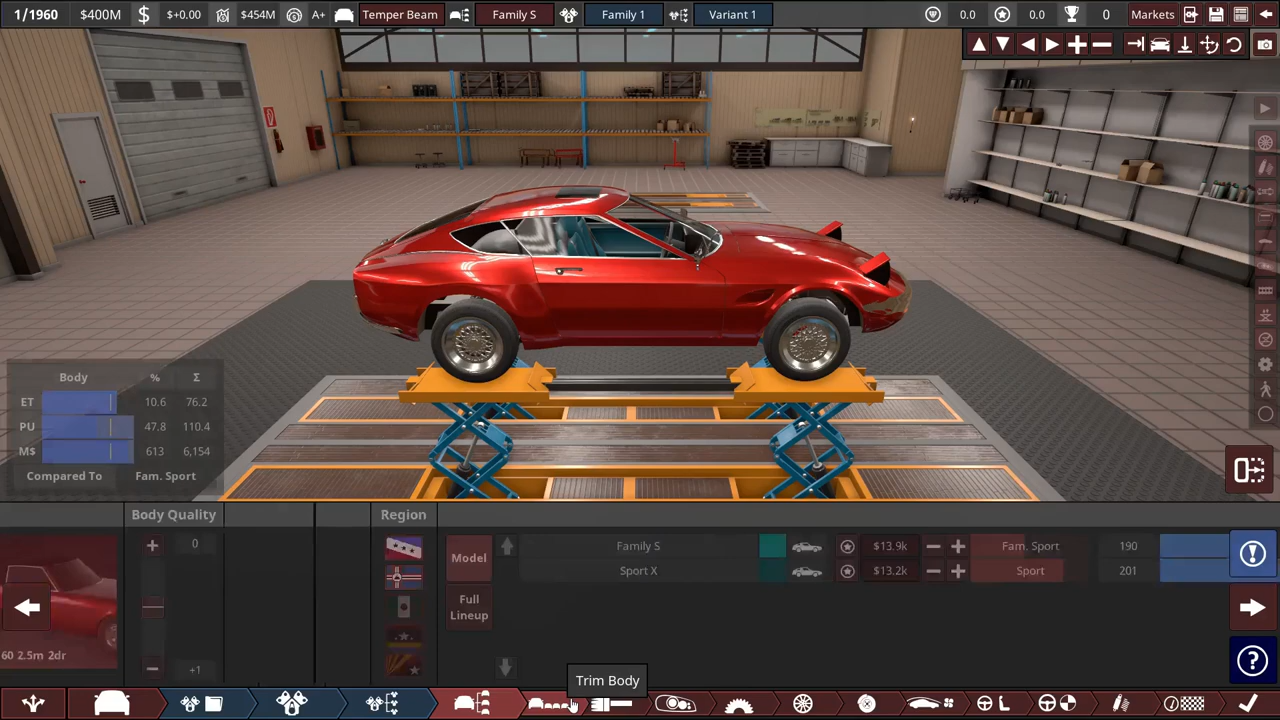 1/1960 $400M $ $+0.00 $454M A+ Temper Beam Family S Family 1 Variant 1 0.0 0.0 0 Markets
Body % Σ
ET 10.6 76.2
PU 47.8 110.4
M$ 613 6,154
Compared To Fam. Sport
Body Quality Region
+ 0
Model Family S $13.9k Fam. Sport 190
Sport X $13.2k Sport 201
Full
Lineup
60 2.5m 2dr
+1
Trim Body
?